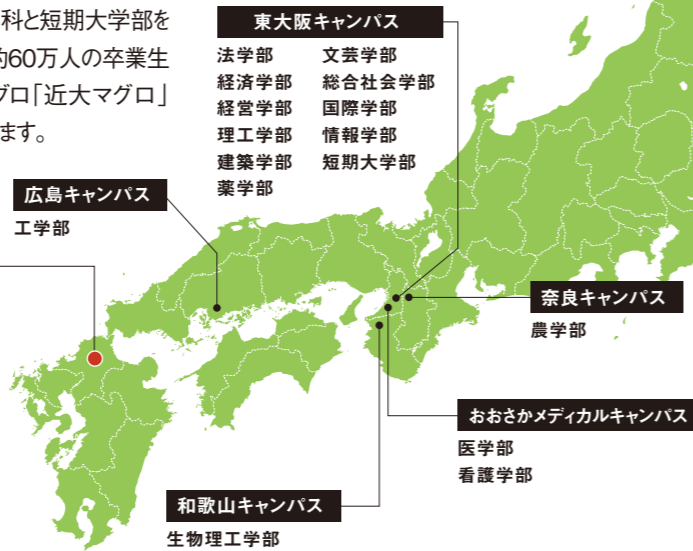 科と短期大学部を
約60万人の卒業生
グロ「近大マグロ」
ます。
東大阪キャンパス
法学部 文芸学部
経済学部 総合社会学部
経営学部 国際学部
理工学部 情報学部
建築学部 短期大学部
薬学部
広島キャンパス
工学部
奈良キャンパス
農学部
おおさかメディカルキャンパス
医学部
看護学部
和歌山キャンパス
生物理工学部